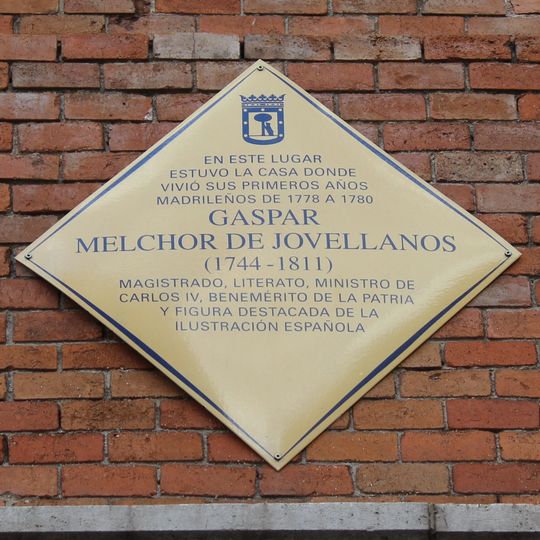 EN ESTE LUGAR
ESTUVO LA CASA DONDE
VIVIÓ SUS PRIMEROS AÑOS
MADRILEÑOS DE 1778 A 1780
GASPAR
MELCHOR DE JOVELLANOS
(1744-1811)
MAGISTRADO, LITERATO, MINISTRO DE
CARLOS IV, BENEMÉRITO DE LA PATRIA
Y FIGURA DESTACADA DE LA
ILUSTRACIÓN ESPAÑOLA